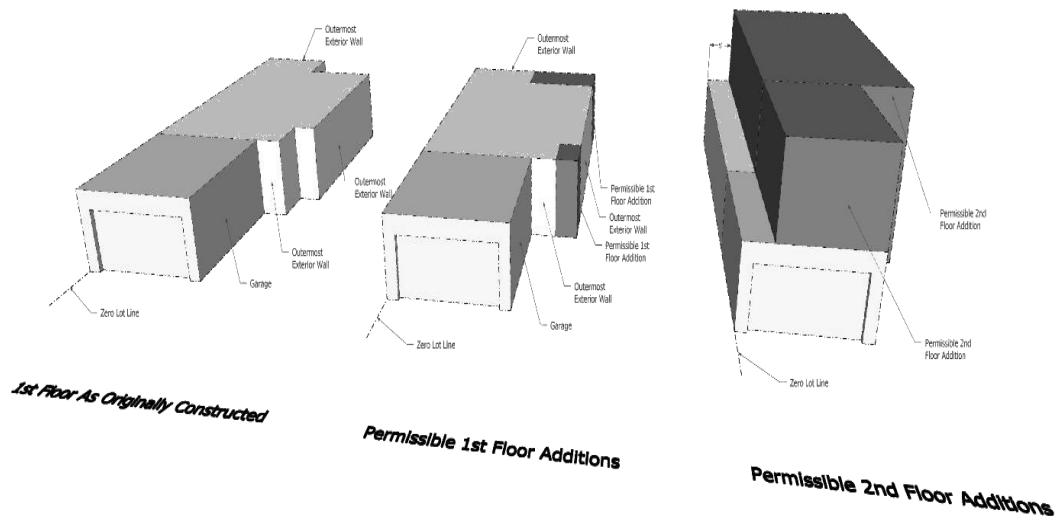 Outermost
Exterior Wall
Outermost
Exterior Wall
Outermost
Exterior Wall
Garage
Zero Lot Line
1st Floor As Originally Constructed
Outermost
Exterior Wall
Permissible 1st
Floor Addition
Outermost
Exterior Wall
Permissible 1st
Floor Addition
Outermost
Exterior Wall
Garage
Zero Lot Line
Permissible 1st Floor Additions
5'
Permissible 2nd
Floor Addition
Permissible 2nd
Floor Addition
Zero Lot Line
Permissible 2nd Floor Additions